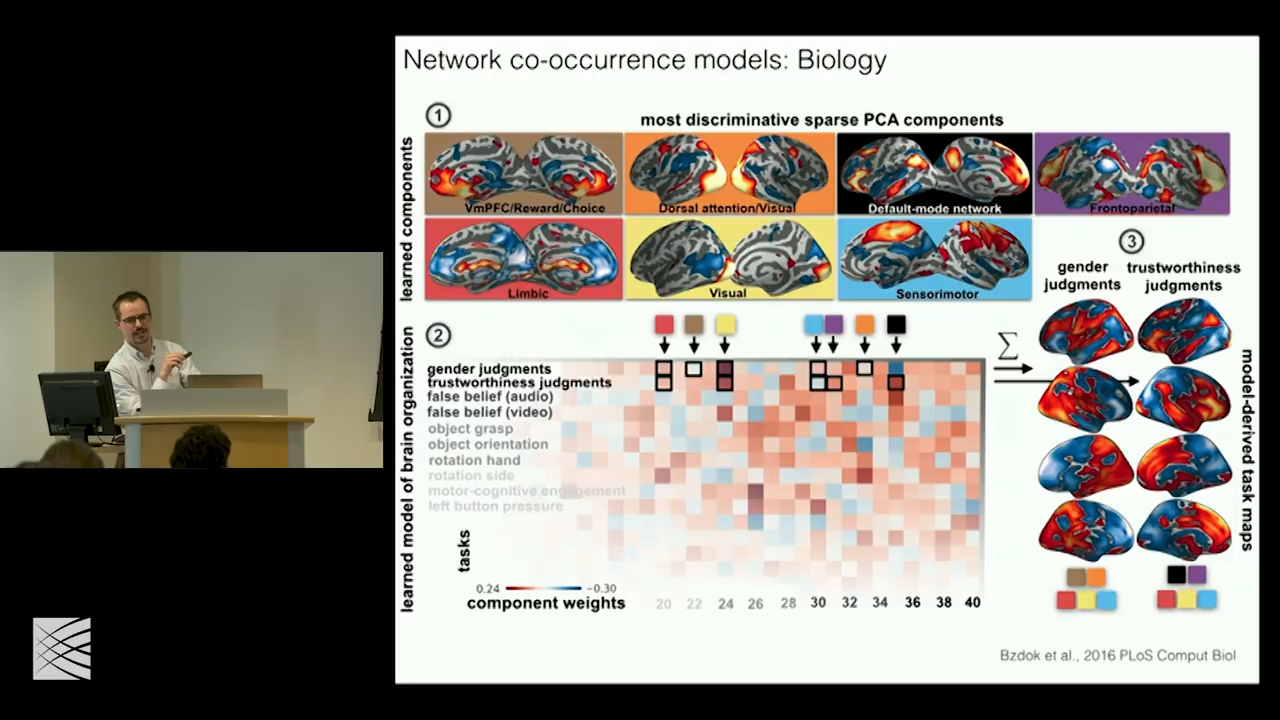 Network co-occurrence models: Biology
1
most discriminative sparse PCA components
learned components
VmPFC/Reward/Choice
Dorsal attention/Visual
Default-mode network
Frontoparietal
Limbic
Visual
Sensorimotor
3
gender judgments
trustworthiness judgments
2
learned model of brain organization
gender judgments
trustworthiness judgments
false belief (audio)
false belief (video)
object grasp
object orientation
rotation hand
rotation side
motor-cognitive engagement
left button pressure
tasks
Σ
model-derived task maps
0.24 −0.30
component weights
20 22 24 26 28 30 32 34 36 38 40
Bzdok et al., 2016 PLoS Comput Biol